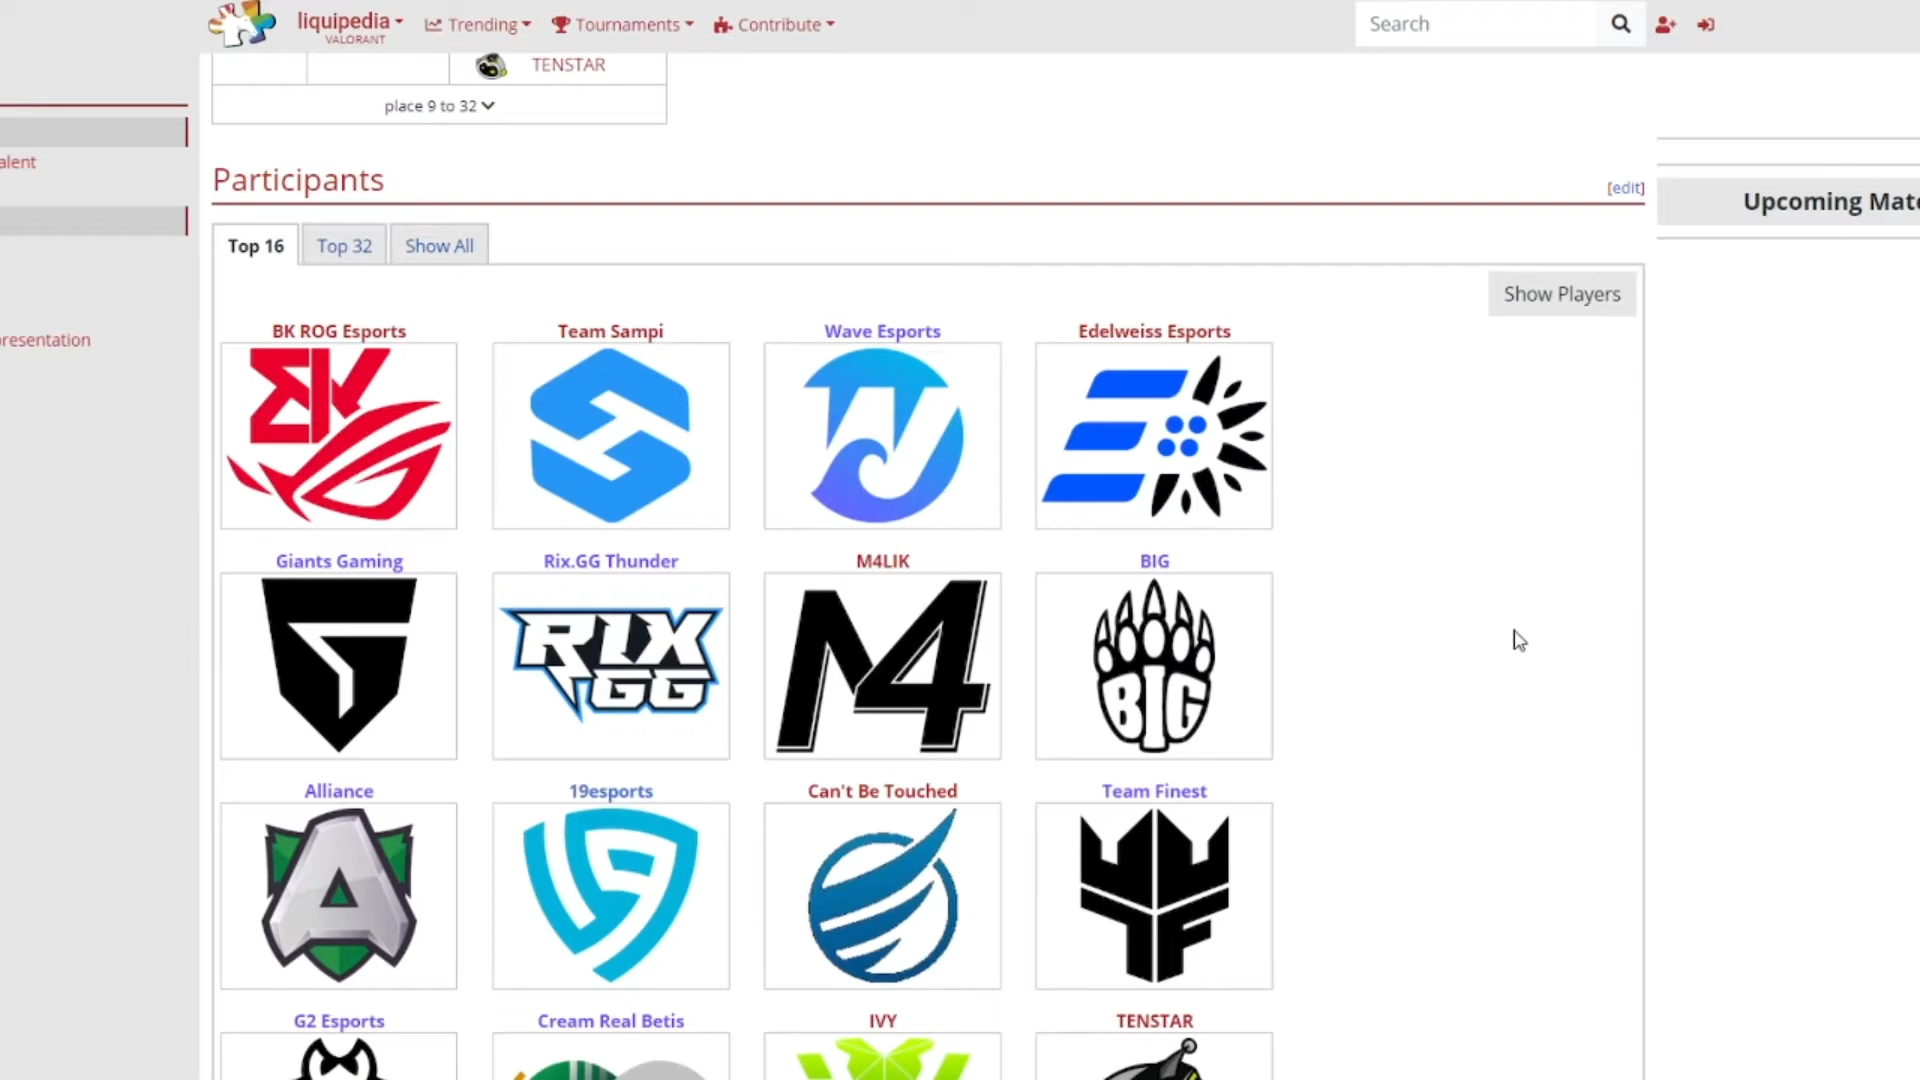 liquipedia
VALORANT
Trending
Tournaments
Contribute
Search
TENSTAR
place 9 to 32
alent
resentation
Participants
[edit]
Upcoming Mat
Top 16
Top 32
Show All
Show Players
BK ROG Esports
Team Sampi
Wave Esports
Edelweiss Esports
BK
Giants Gaming
Rix.GG Thunder
M4LIK
BIG
RIX
GG
M4
BIG
Alliance
19esports
Can't Be Touched
Team Finest
A
G2 Esports
Cream Real Betis
IVY
TENSTAR